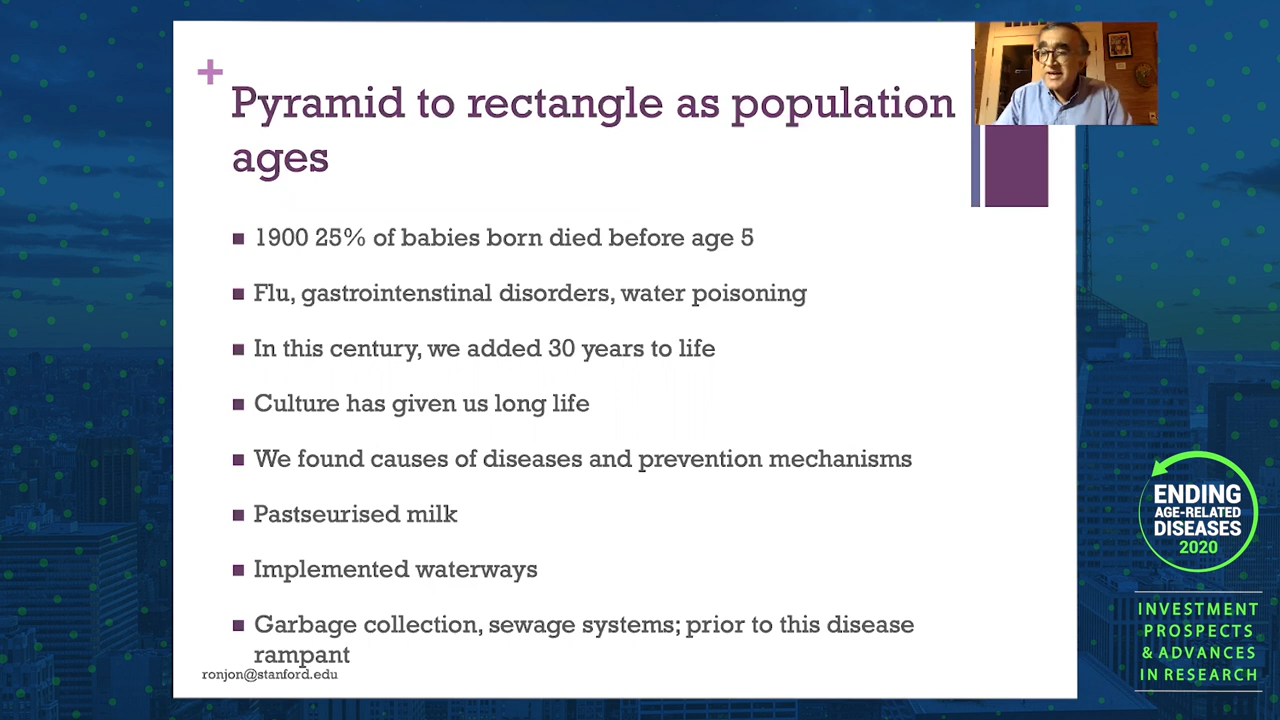 +
Pyramid to rectangle as population
ages
■ 1900 25% of babies born died before age 5
■ Flu, gastrointenstinal disorders, water poisoning
■ In this century, we added 30 years to life
■ Culture has given us long life
■ We found causes of diseases and prevention mechanisms
■ Pastseurised milk
■ Implemented waterways
■ Garbage collection, sewage systems; prior to this disease
rampant
ronjon@stanford.edu
ENDING
AGE-RELATED
DISEASES
2020
INVESTMENT
PROSPECTS
& ADVANCES
IN RESEARCH